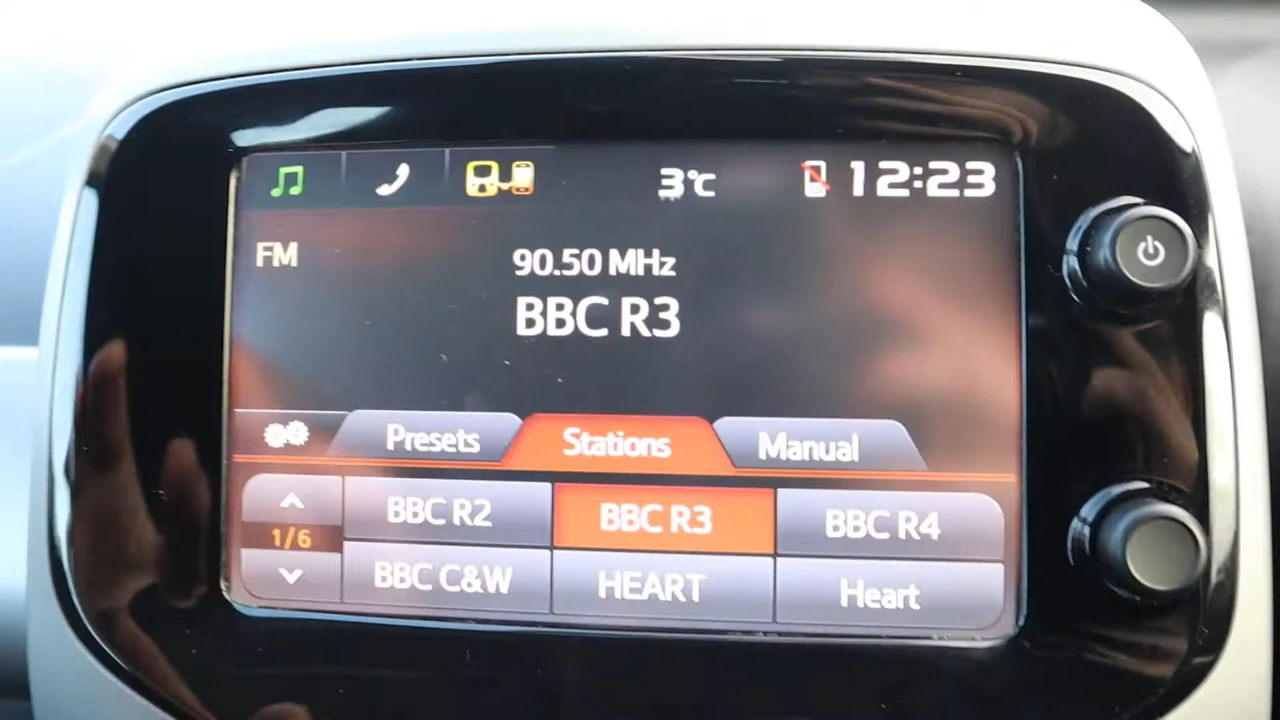 3°C 12:23
FM 90.50 MHz
BBC R3
Presets Stations Manual
BBC R2 BBC R3 BBC R4
1/6
BBC C&W HEART Heart